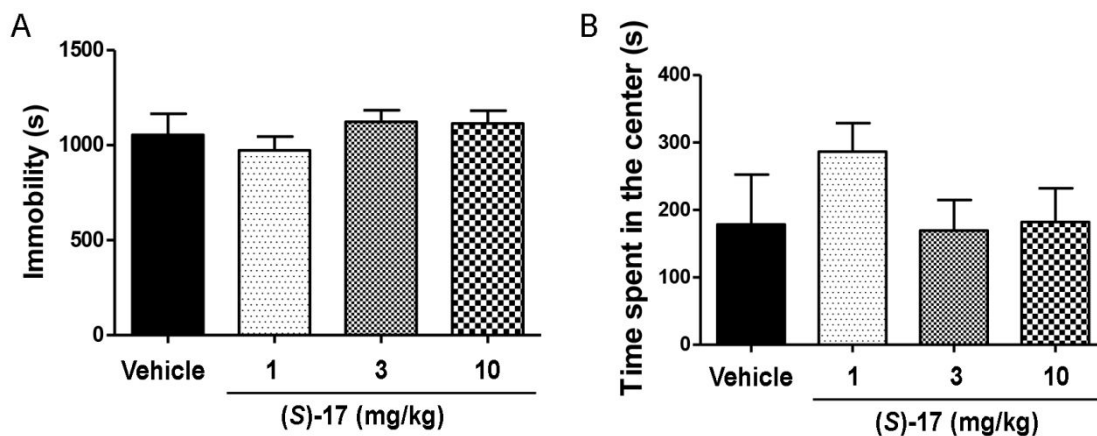 A
Immobility (s)
1500
1000
500
0
Vehicle
1
3
10
(S)-17 (mg/kg)
B
Time spent in the center (s)
400
300
200
100
0
Vehicle
1
3
10
(S)-17 (mg/kg)